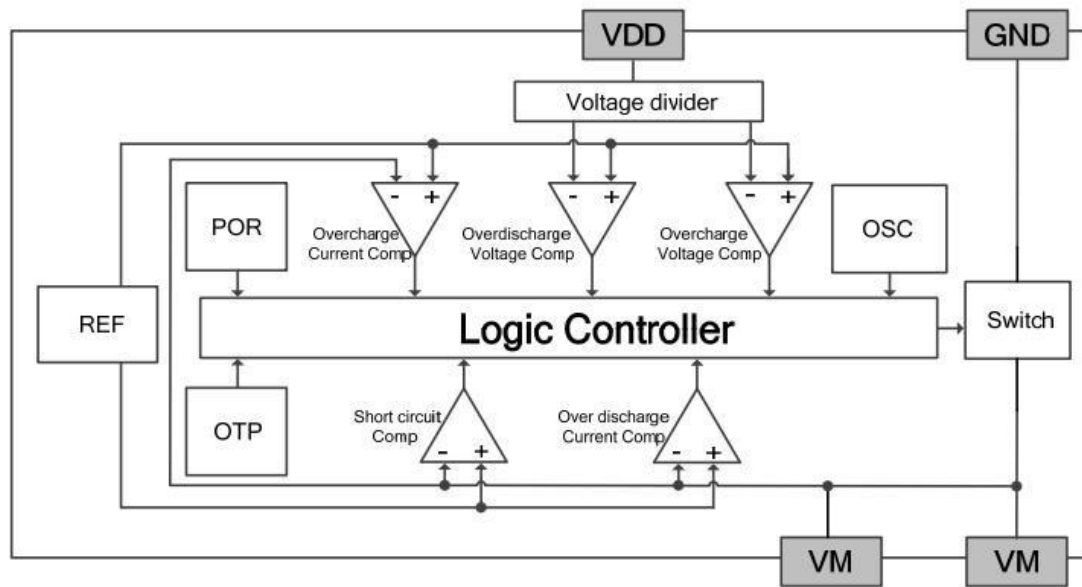 VDD
GND
Voltage divider
- +
- +
- +
POR
Overcharge
Current Comp
Overdischarge
Voltage Comp
Overcharge
Voltage Comp
OSC
REF
Logic Controller
Switch
OTP
Short circuit
Comp
Over discharge
Current Comp
- +
- +
VM
VM